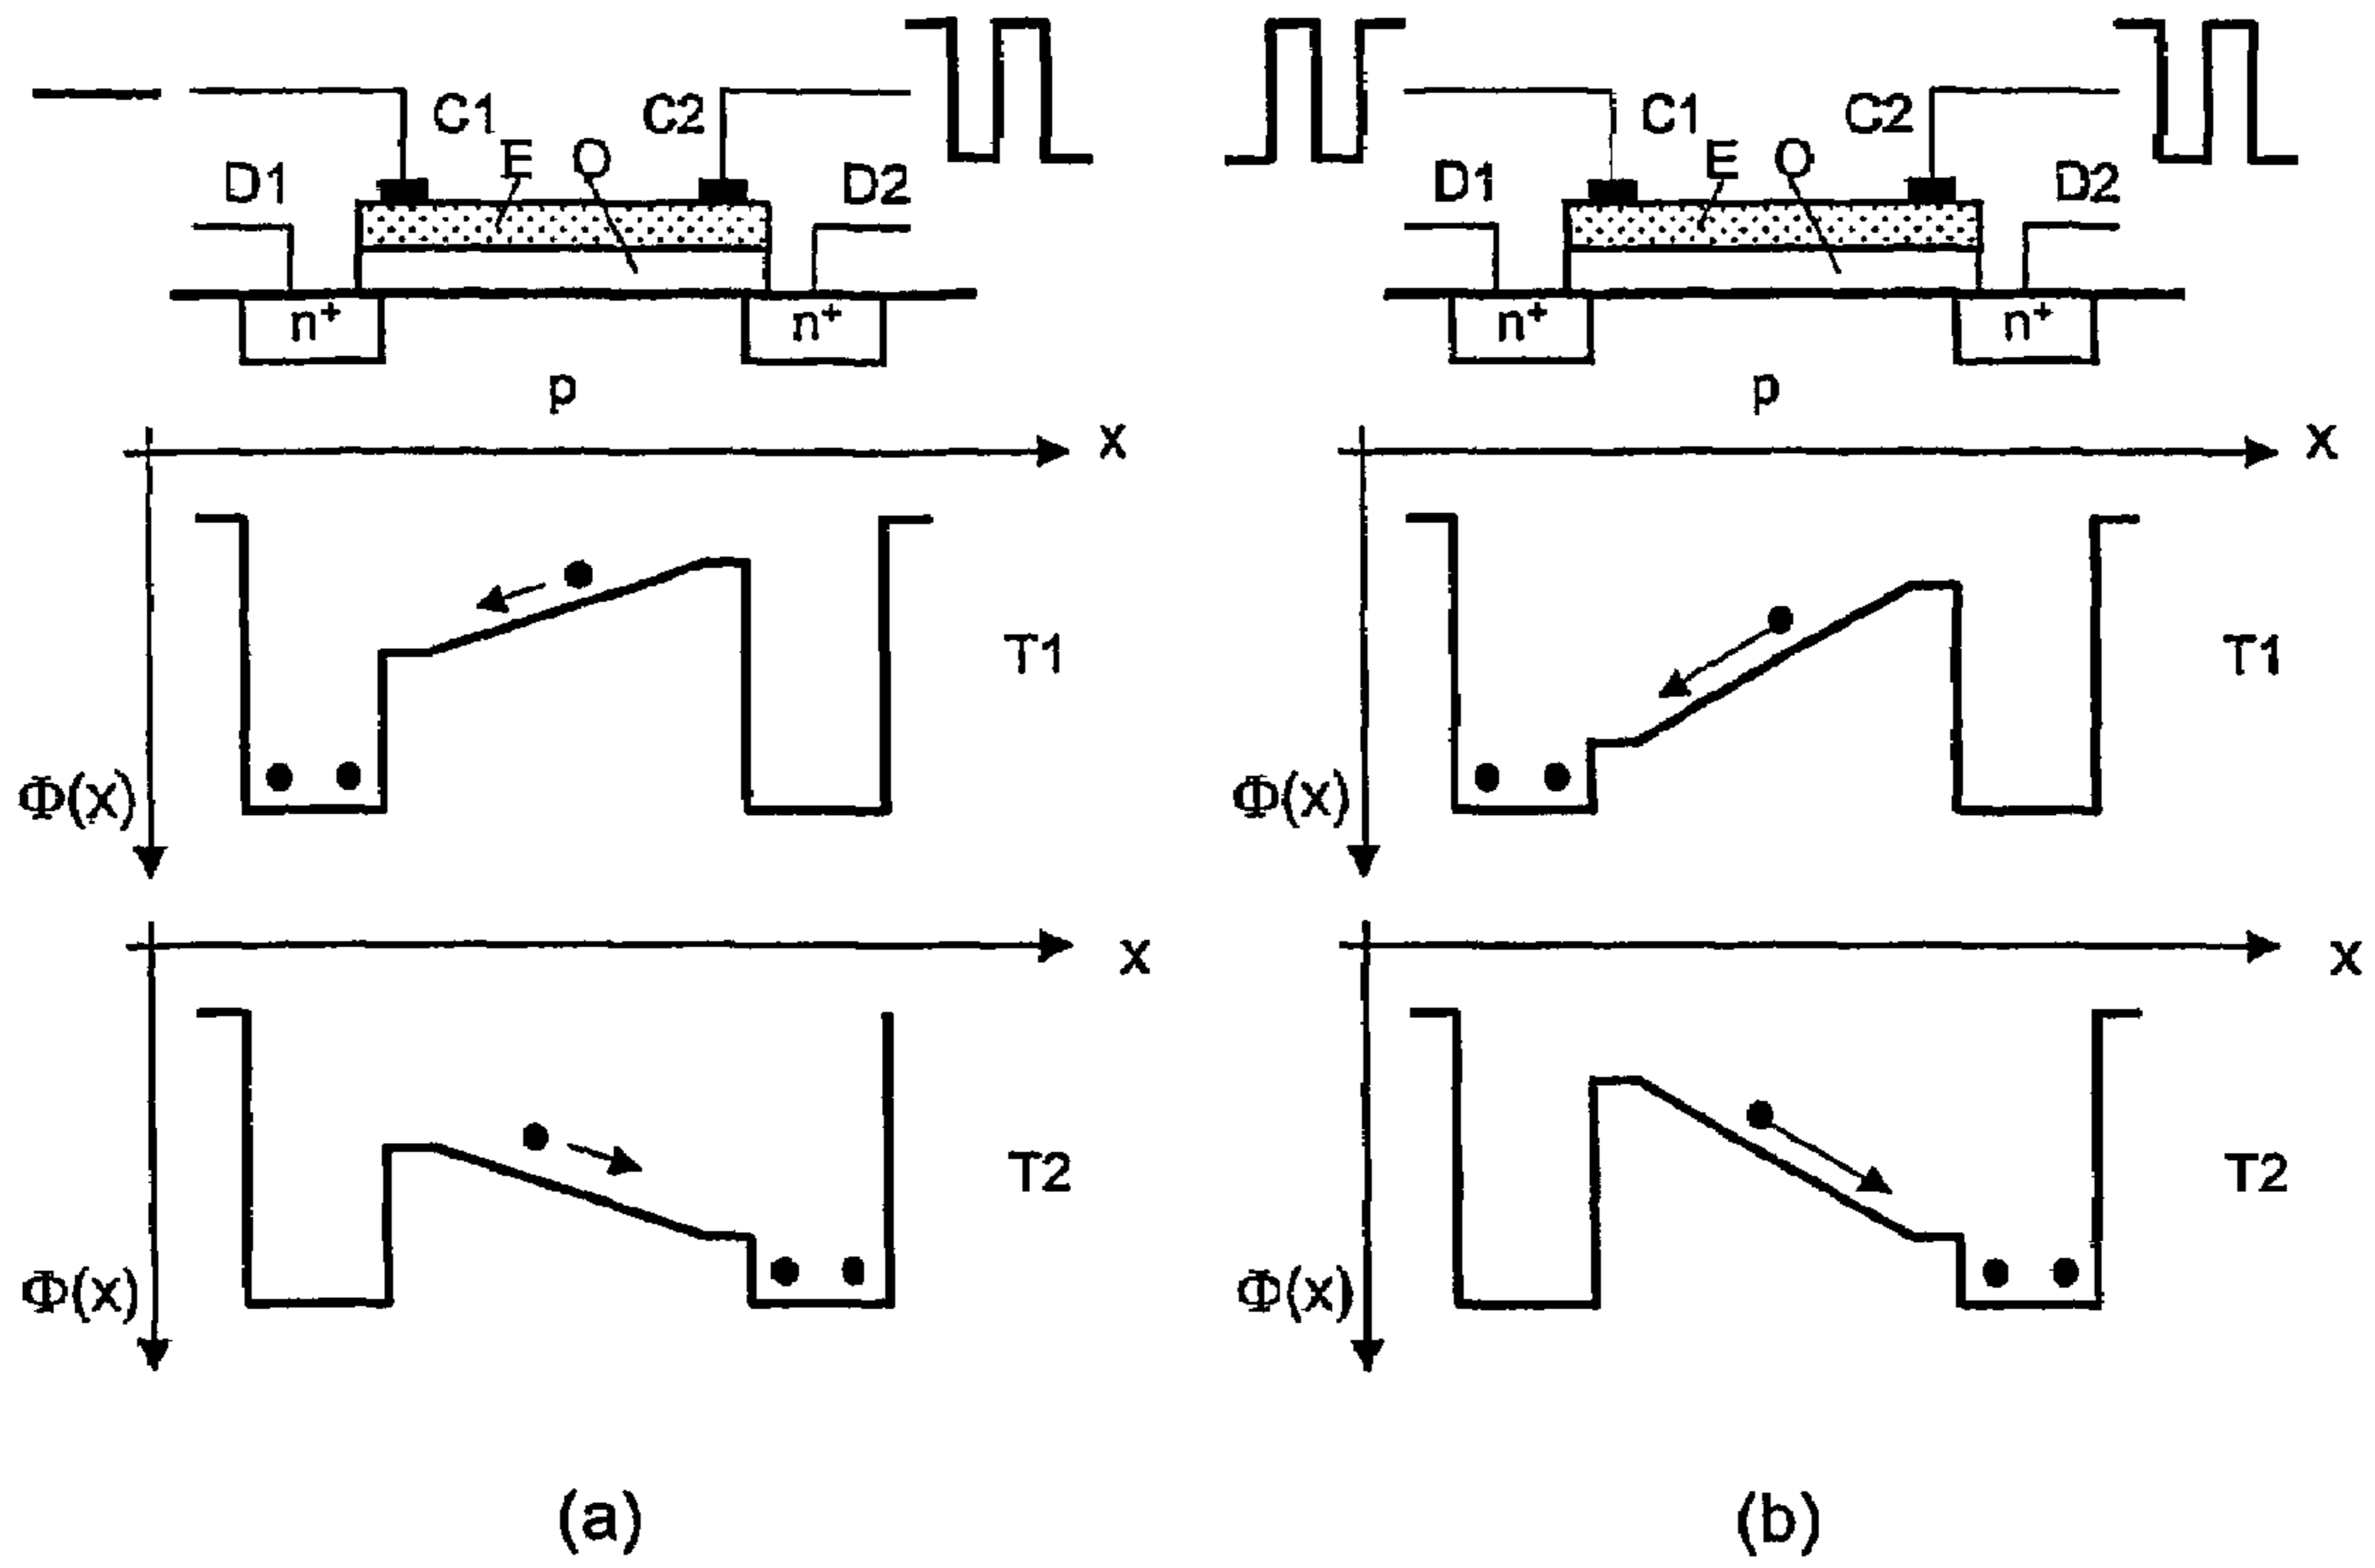 C1 C2 C1 C2
E O E O
D1 D2 D1 D2
n+ n+ n+ n+
p p
x x
T1 T1
Φ(x) Φ(x)
x x
T2 T2
Φ(x) Φ(x)
(a) (b)